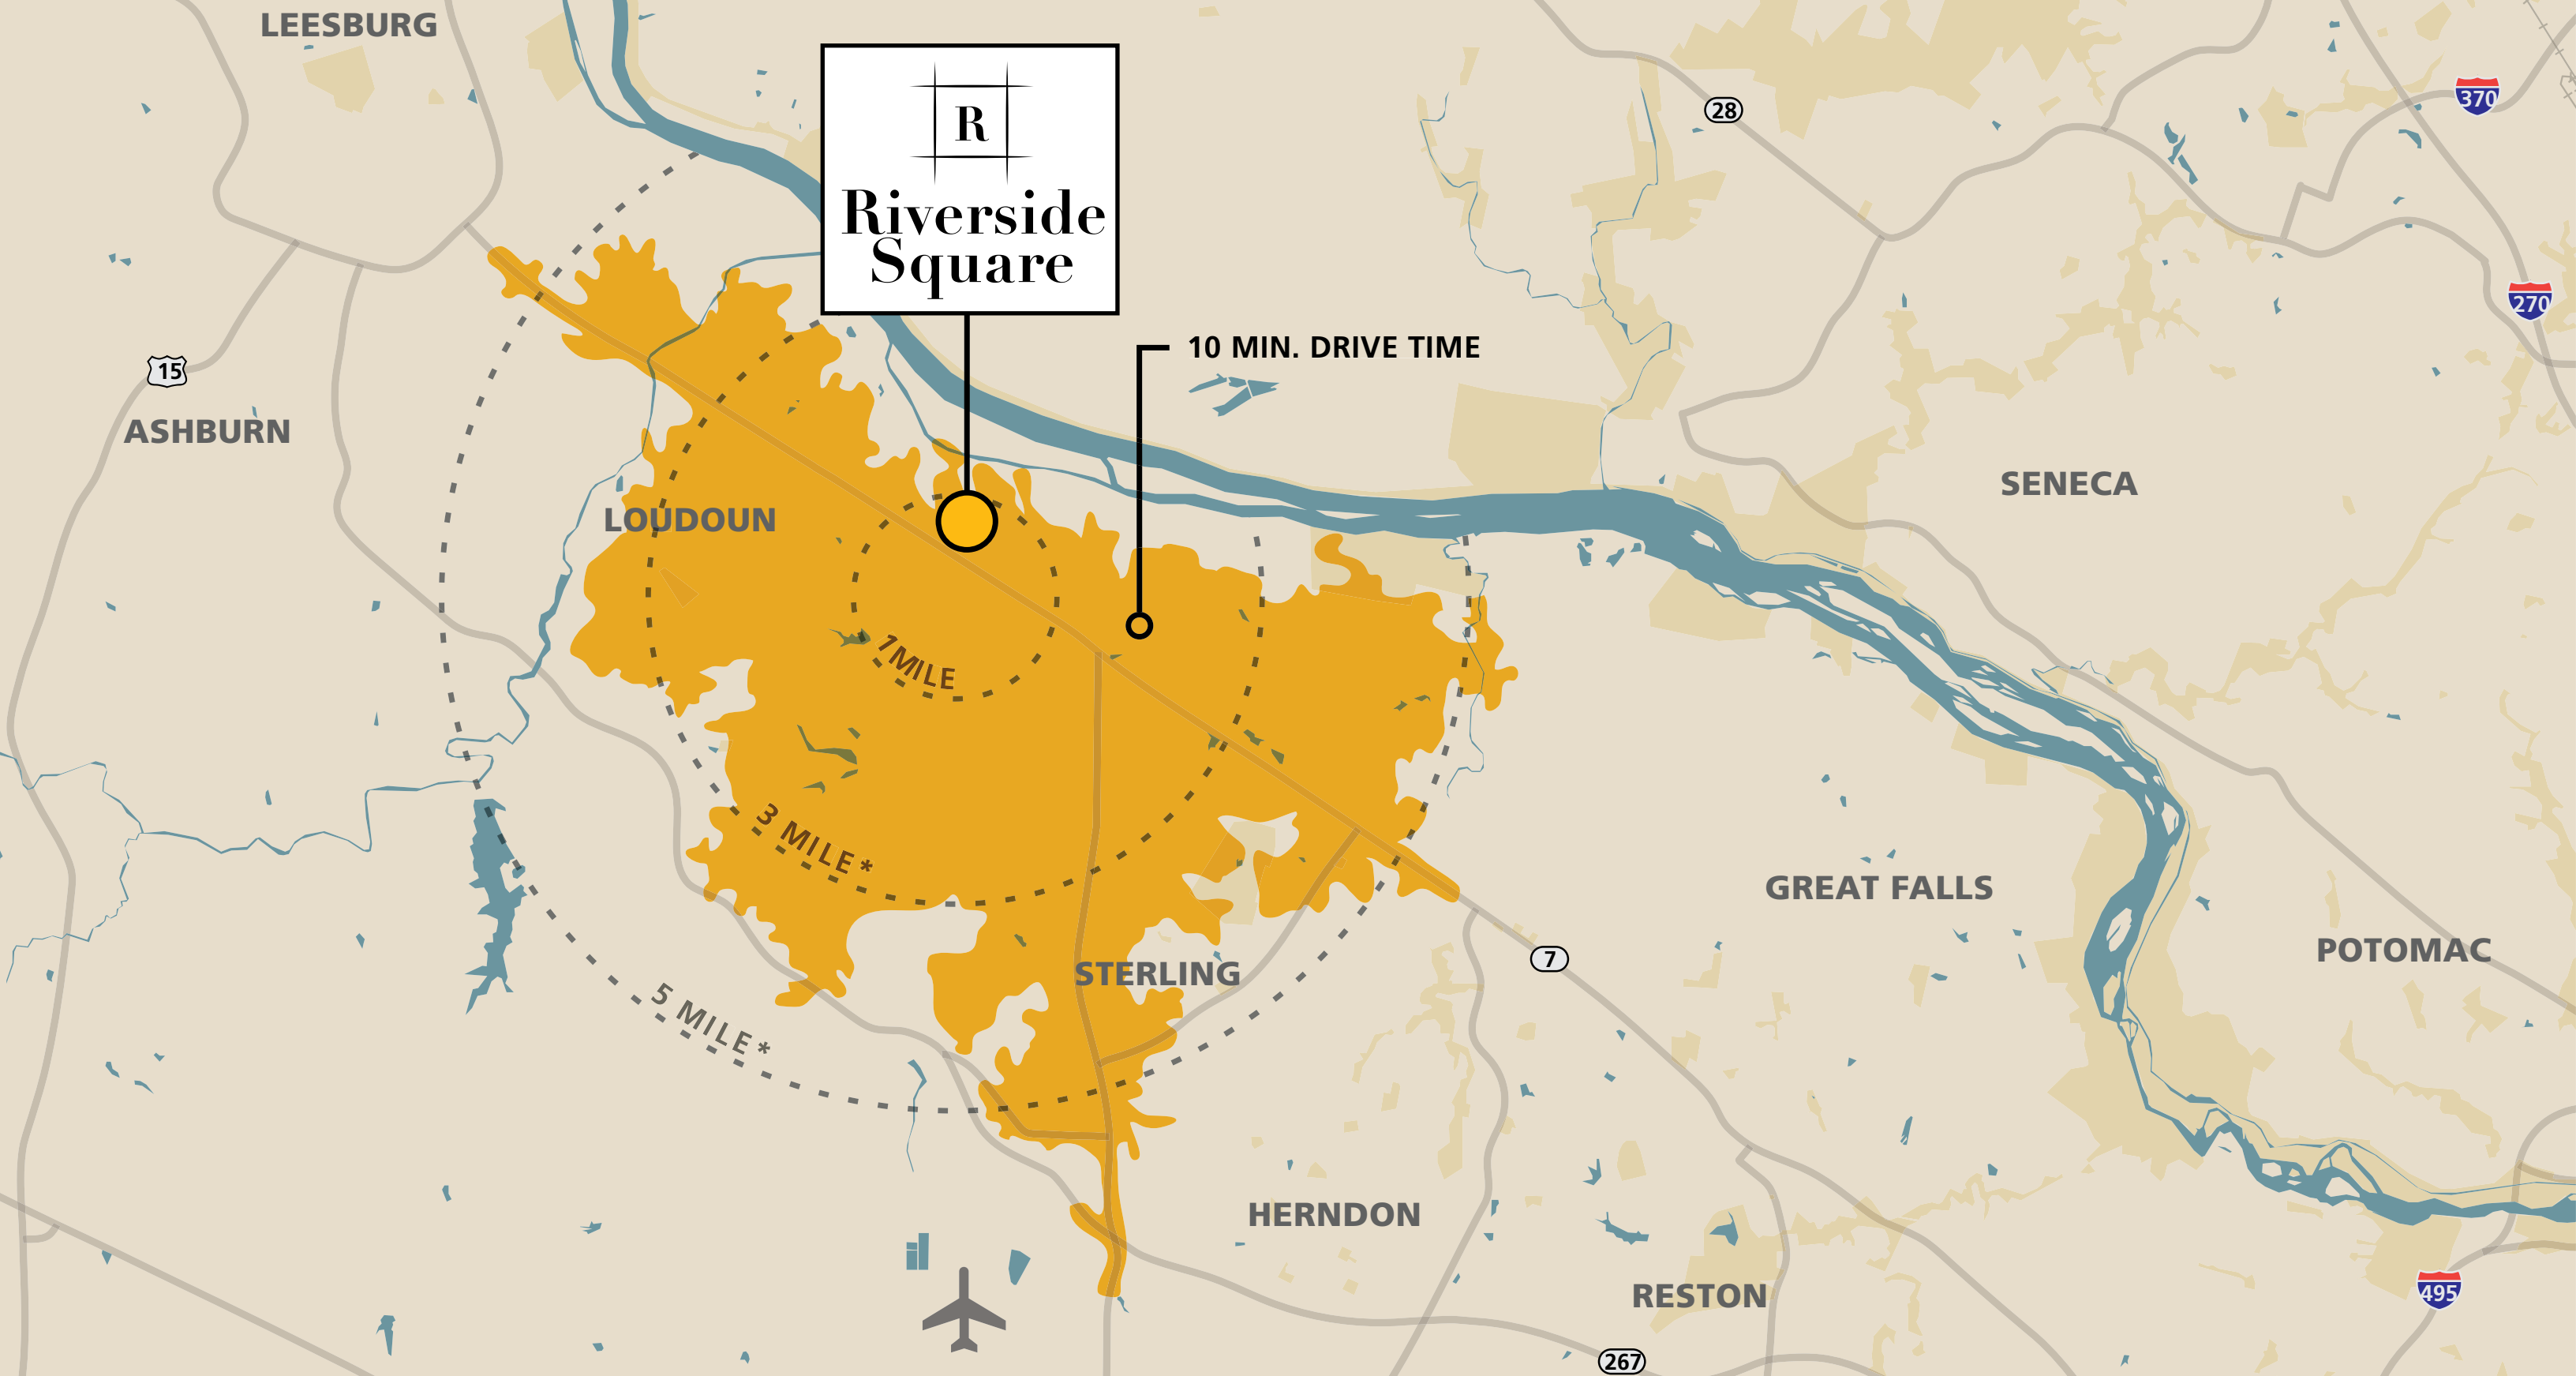 LEESBURG
R
Riverside
Square
370
28
270
10 MIN. DRIVE TIME
15
ASHBURN
SENECA
LOUDOUN
1 MILE
3 MILE*
GREAT FALLS
POTOMAC
7
STERLING
5 MILE*
HERNDON
RESTON
495
267